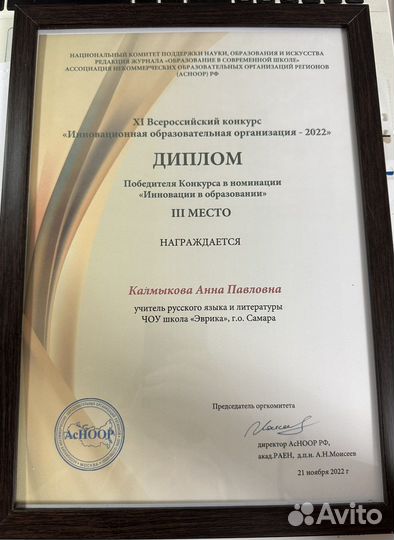 НАЦИОНАЛЬНЫЙ КОМИТЕТ ПОДДЕРЖКИ НАУКИ, ОБРАЗОВАНИЯ И ИСКУССТВА
РЕДАКЦИЯ ЖУРНАЛА «ОБРАЗОВАНИЕ В СОВРЕМЕННОЙ ШКОЛЕ»
АССОЦИАЦИЯ НЕКОММЕРЧЕСКИХ ОБРАЗОВАТЕЛЬНЫХ ОРГАНИЗАЦИЙ РЕГИОНОВ
(АСНООР) РФ
XI Всероссийский конкурс
«Инновационная образовательная организация - 2022»
ДИПЛОМ
Победителя Конкурса в номинации
«Инновации в образовании»
III МЕСТО
НАГРАЖДАЕТСЯ
Калмыкова Анна Павловна
учитель русского языка и литературы
ЧОУ школа «Эврика», г.о. Самара
Председатель оргкомитета
директор АсНООР РФ,
акад.РАЕН, д.п.н. А.Н.Моисеев
21 ноября 2022 г
АсНООР
Avito